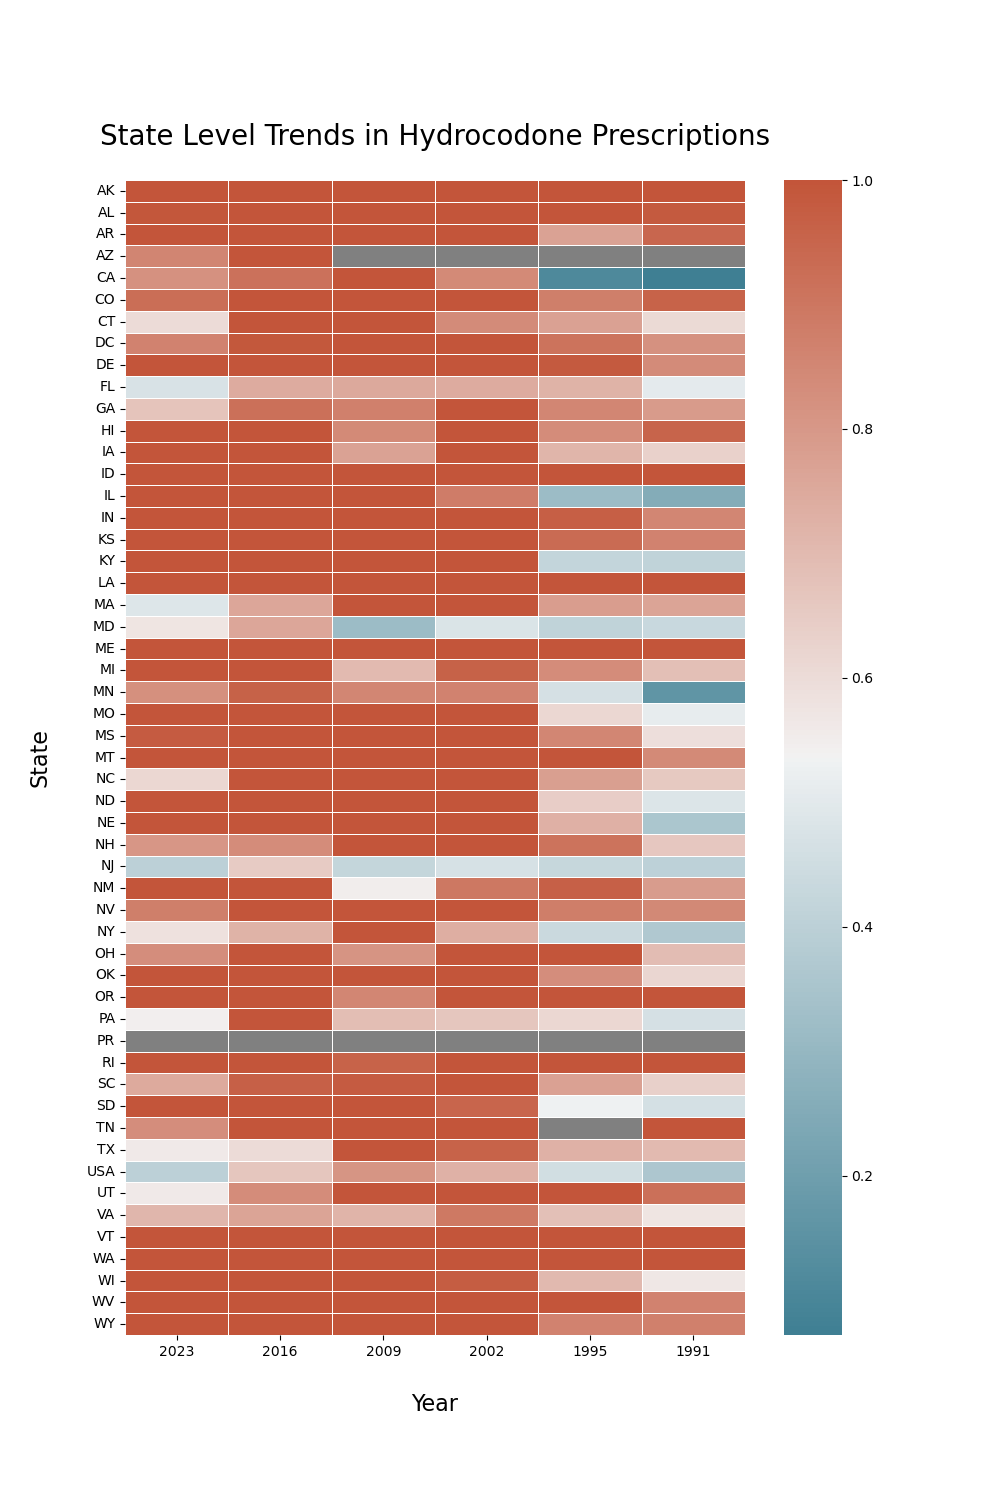 State Level Trends in Hydrocodone Prescriptions
State
AK
AL
AR
AZ
CA
CO
CT
DC
DE
FL
GA
HI
IA
ID
IL
IN
KS
KY
LA
MA
MD
ME
MI
MN
MO
MS
MT
NC
ND
NE
NH
NJ
NM
NV
NY
OH
OK
OR
PA
PR
RI
SC
SD
TN
TX
USA
UT
VA
VT
WA
WI
WV
WY
2023 2016 2009 2002 1995 1991
Year
1.0
0.8
0.6
0.4
0.2